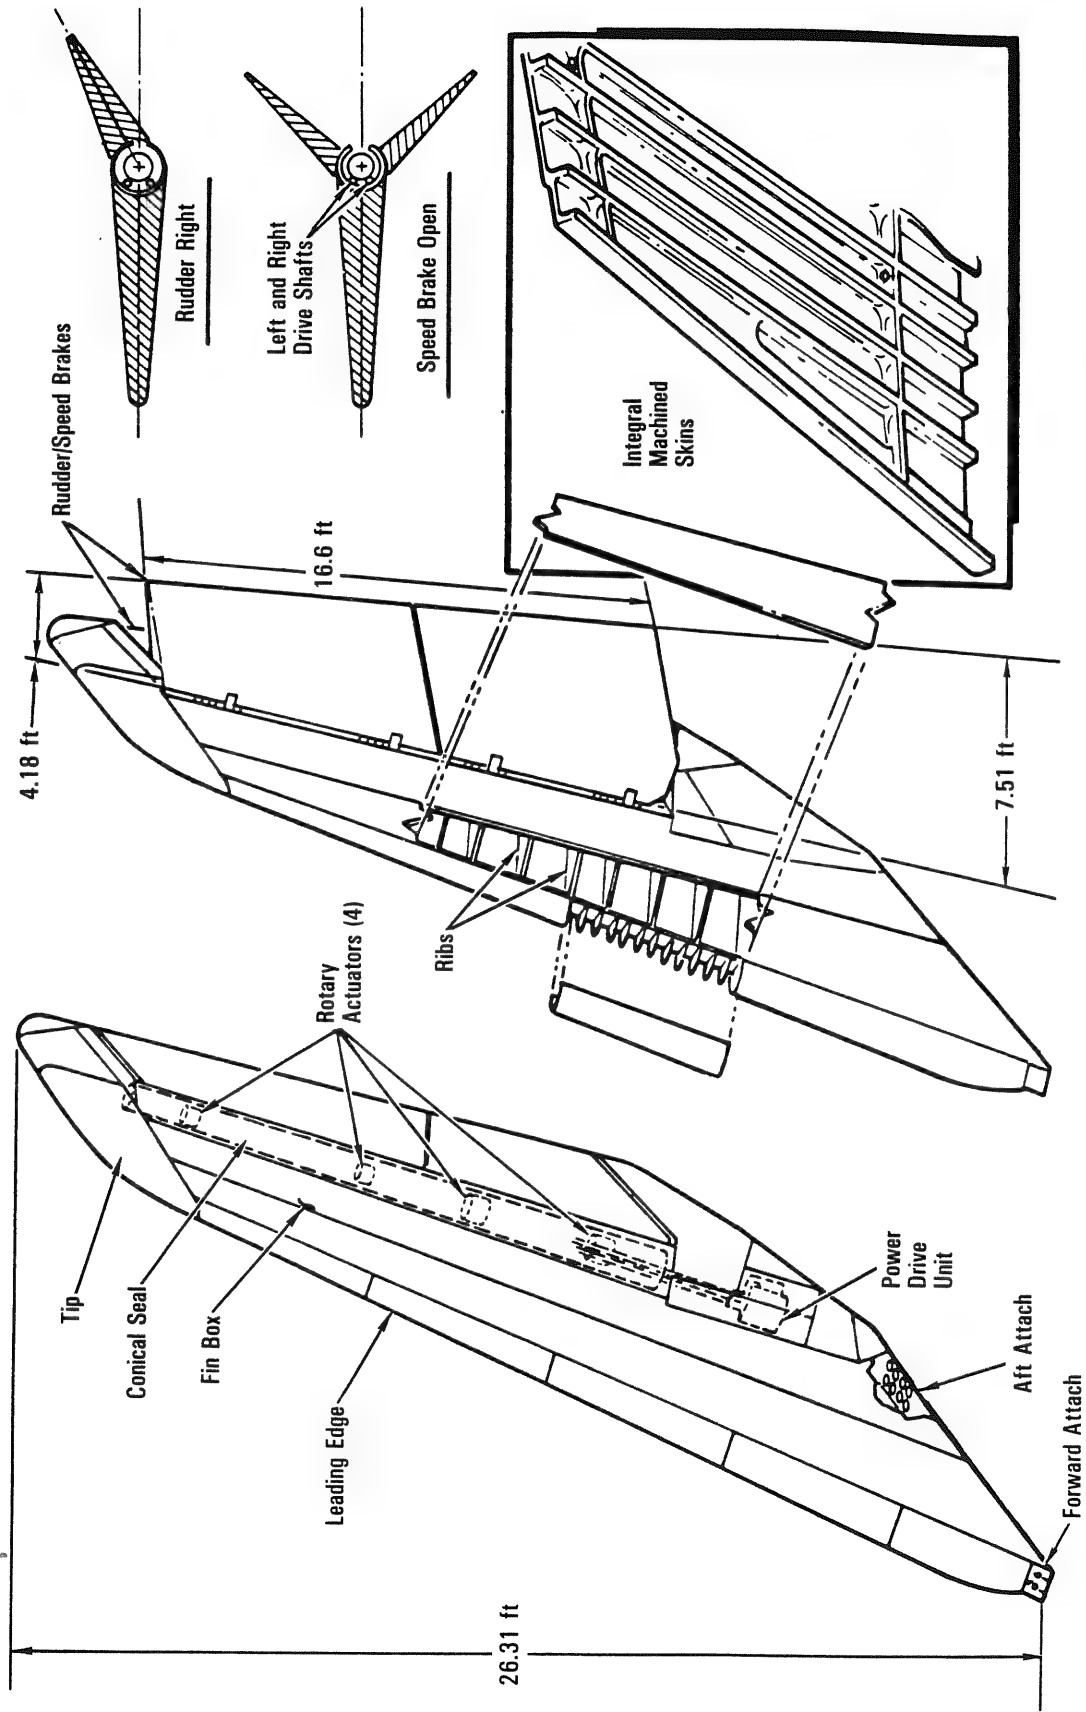 26.31 ft
Tip
Conical Seal
Fin Box
Leading Edge
Rotary
Actuators (4)
Power
Drive
Unit
Aft Attach
Forward Attach
4.18 ft
Rudder/Speed Brakes
16.6 ft
Ribs
7.51 ft
Rudder Right
Left and Right
Drive Shafts
Speed Brake Open
Integral
Machined
Skins